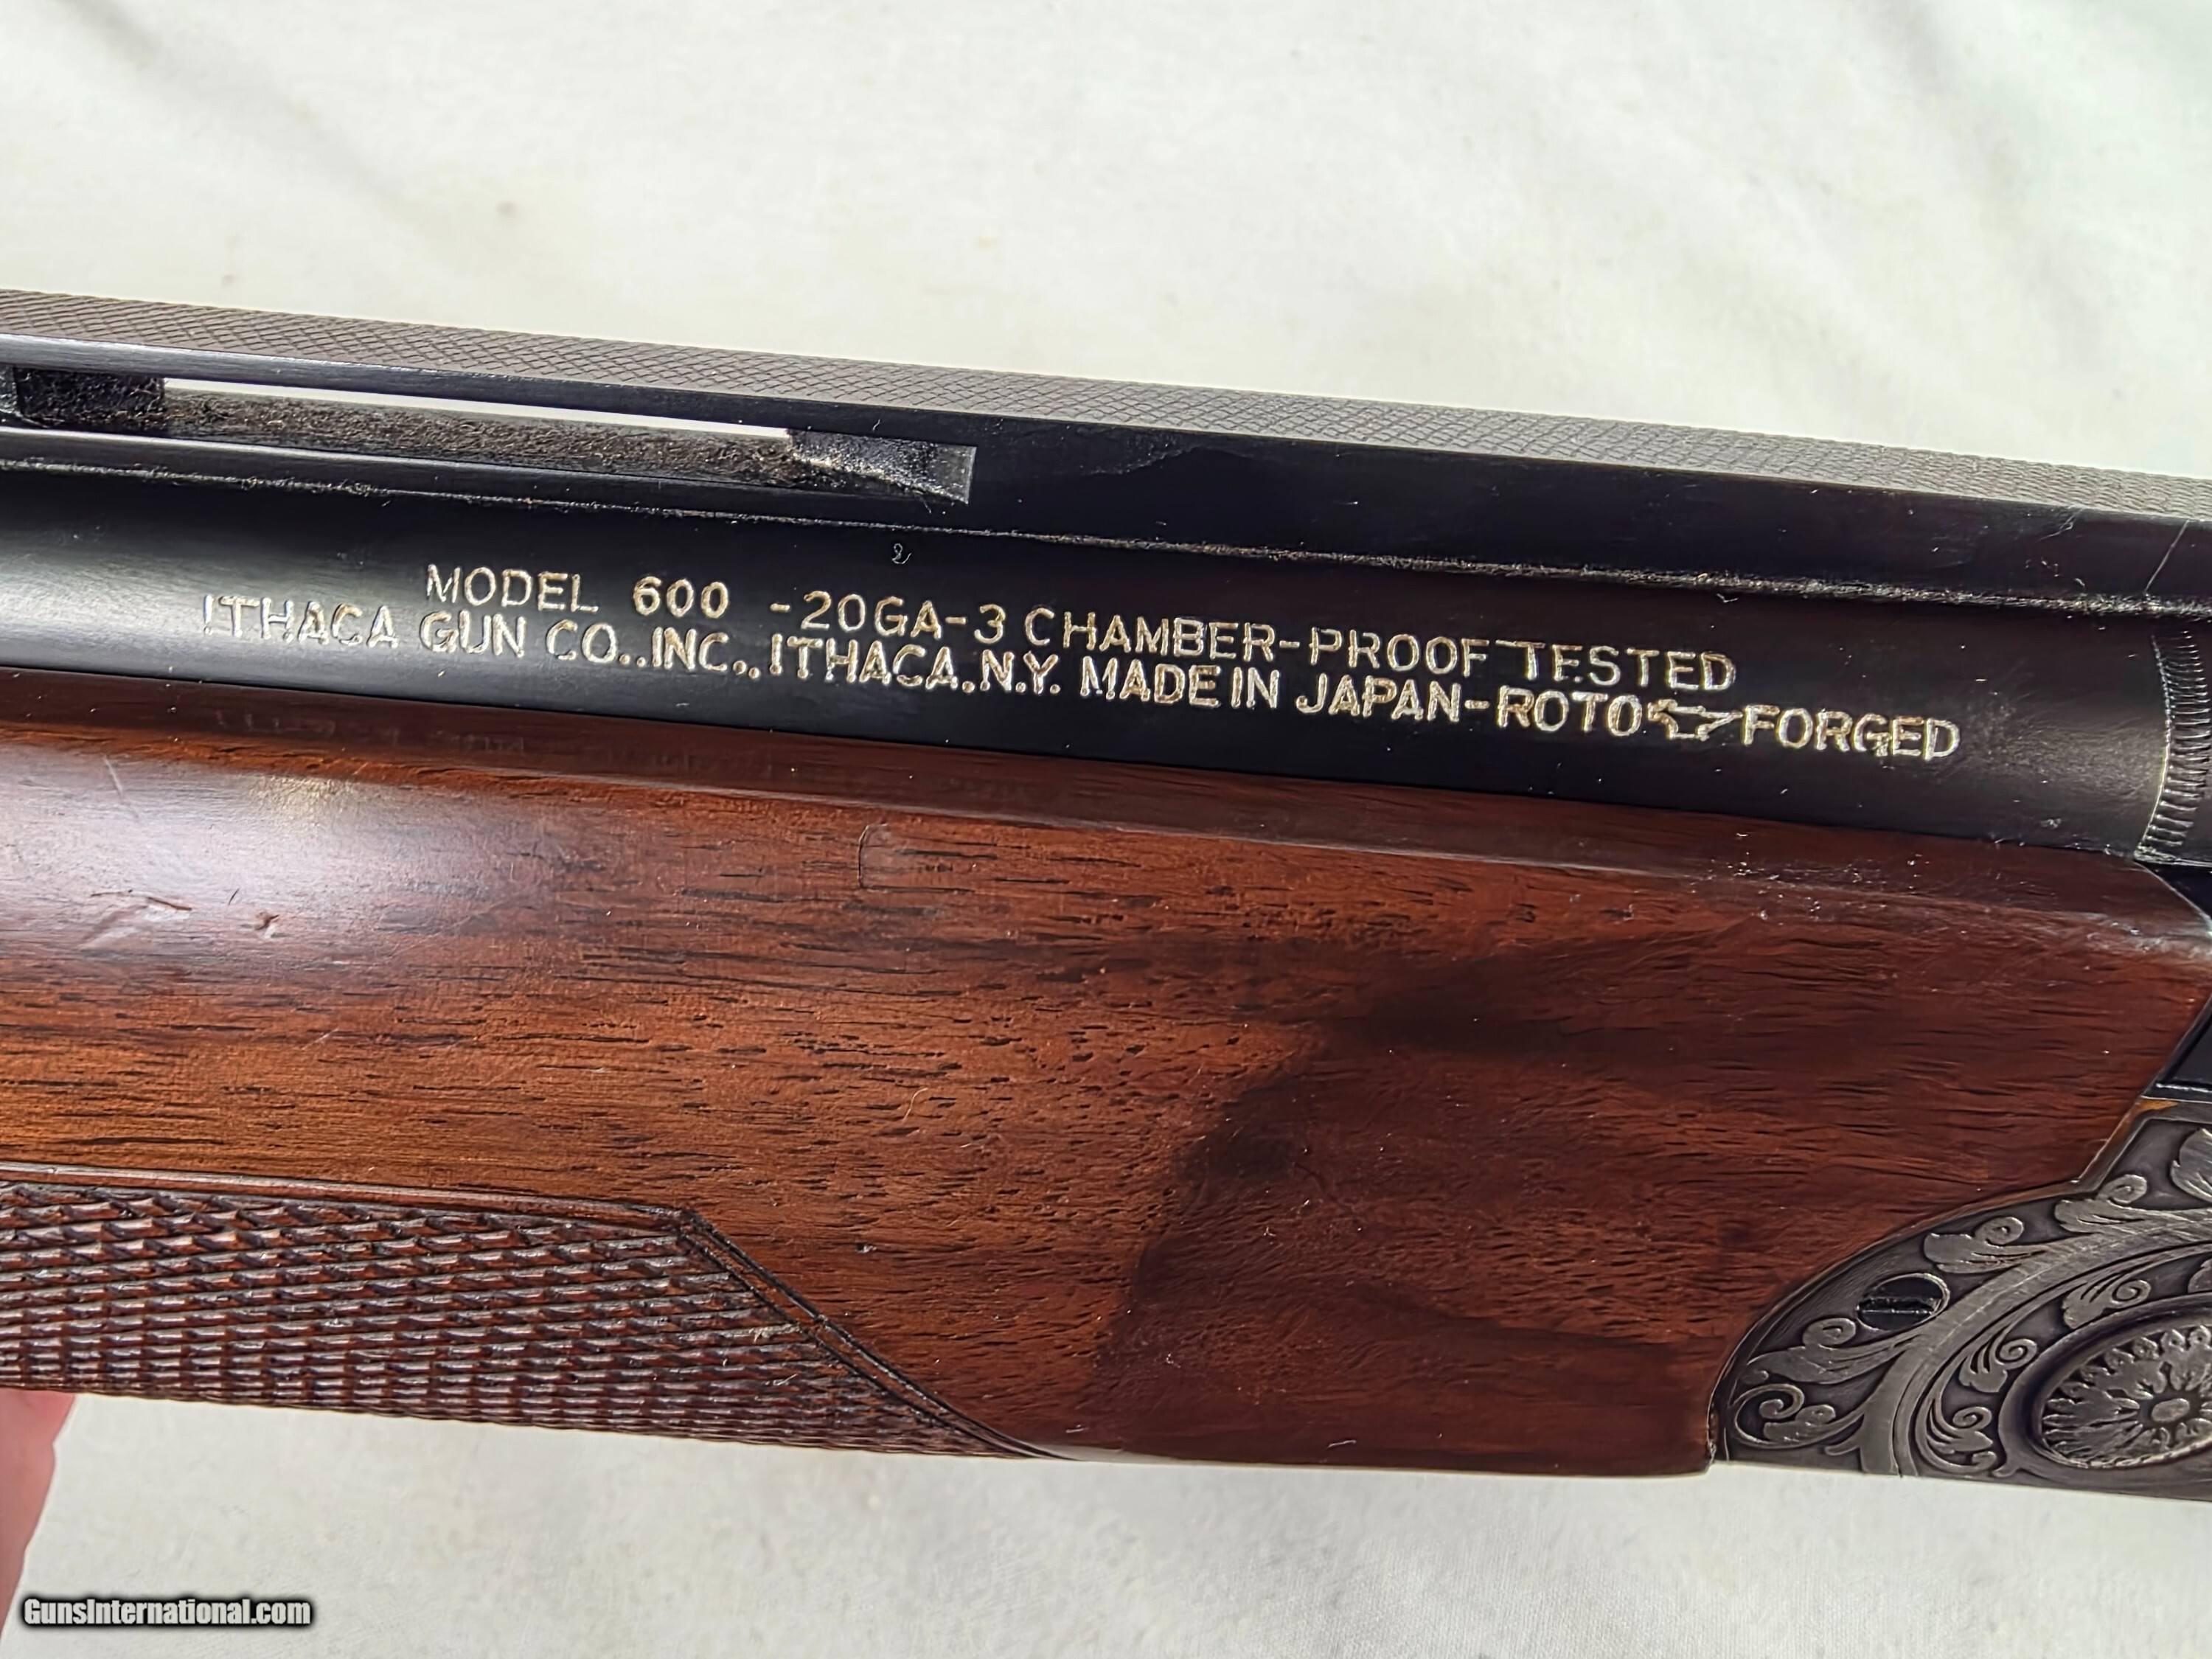 MODEL 600 -20GA-3 CHAMBER-PROOF TESTED
ITHACA GUN CO., INC., ITHACA, N.Y. MADE IN JAPAN-ROTO FORGED
GunsInternational.com